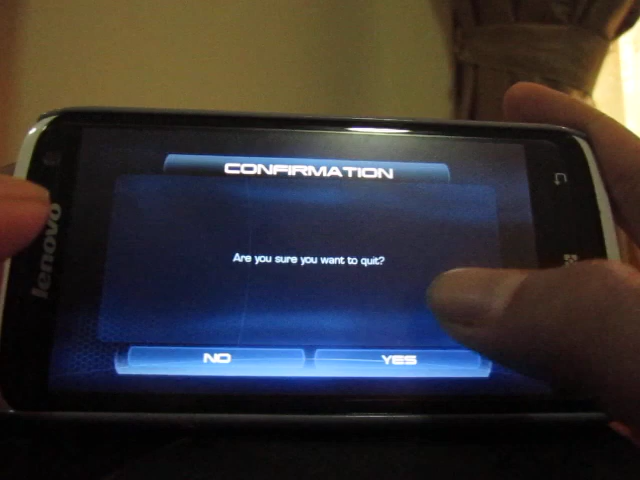 CONFIRMATION
Are you sure you want to quit?
NO
YES
lenovo